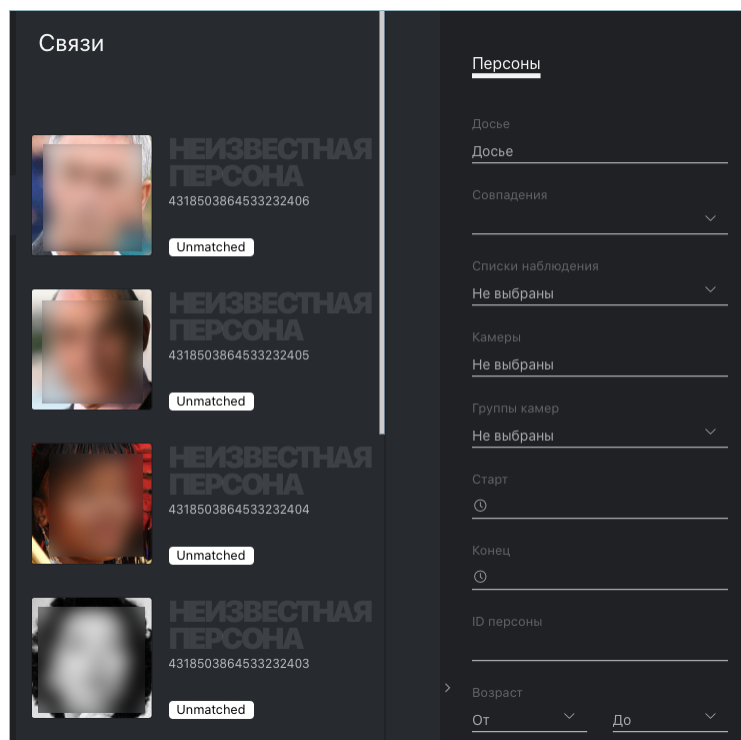 Связи
НЕИЗВЕСТНАЯ
ПЕРСОНА
4318503864533232406
Unmatched
НЕИЗВЕСТНАЯ
ПЕРСОНА
4318503864533232405
Unmatched
НЕИЗВЕСТНАЯ
ПЕРСОНА
4318503864533232404
Unmatched
НЕИЗВЕСТНАЯ
ПЕРСОНА
4318503864533232403
Unmatched
Персоны
Досье
Досье
Совпадения
Списки наблюдения
Не выбраны
Камеры
Не выбраны
Группы камер
Не выбраны
Старт
Конец
ID персоны
Возраст
От До